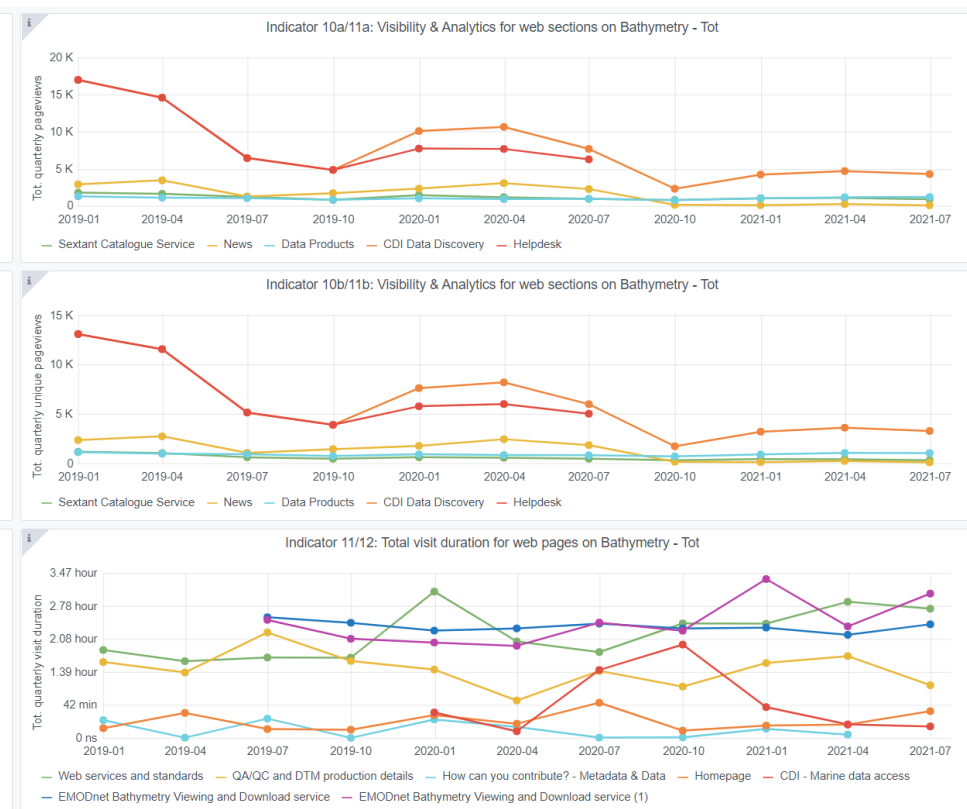 i
Indicator 10a/11a: Visibility & Analytics for web sections on Bathymetry - Tot
Tot. quarterly pageviews
20 K
15 K
10 K
5 K
0
2019-01 2019-04 2019-07 2019-10 2020-01 2020-04 2020-07 2020-10 2021-01 2021-04 2021-07
Sextant Catalogue Service News Data Products CDI Data Discovery Helpdesk
i
Indicator 10b/11b: Visibility & Analytics for web sections on Bathymetry - Tot
Tot. quarterly unique pageviews
15 K
10 K
5 K
0
2019-01 2019-04 2019-07 2019-10 2020-01 2020-04 2020-07 2020-10 2021-01 2021-04 2021-07
Sextant Catalogue Service News Data Products CDI Data Discovery Helpdesk
i
Indicator 11/12: Total visit duration for web pages on Bathymetry - Tot
Tot. quarterly visit duration
3.47 hour
2.78 hour
2.08 hour
1.39 hour
42 min
0 ns
2019-01 2019-04 2019-07 2019-10 2020-01 2020-04 2020-07 2020-10 2021-01 2021-04 2021-07
Web services and standards QA/QC and DTM production details How can you contribute? - Metadata & Data Homepage CDI - Marine data access
EMODnet Bathymetry Viewing and Download service EMODnet Bathymetry Viewing and Download service (1)